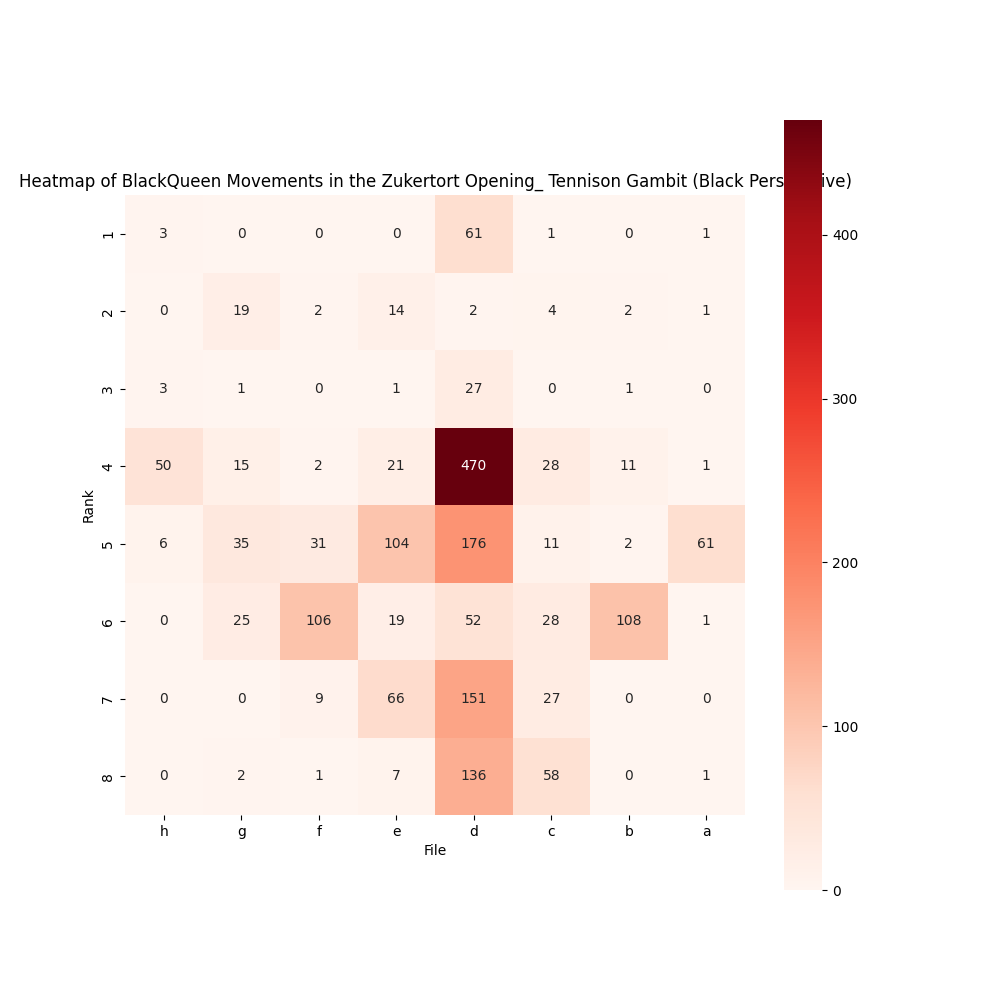 Heatmap of BlackQueen Movements in the Zukertort Opening_ Tennison Gambit (Black Perspective)
1 3 0 0 0 61 1 0 1
2 0 19 2 14 2 4 2 1
3 3 1 0 1 27 0 1 0
4 50 15 2 21 470 28 11 1
5 6 35 31 104 176 11 2 61
6 0 25 106 19 52 28 108 1
7 0 0 9 66 151 27 0 0
8 0 2 1 7 136 58 0 1
h g f e d c b a
File
Rank
400
300
200
100
0